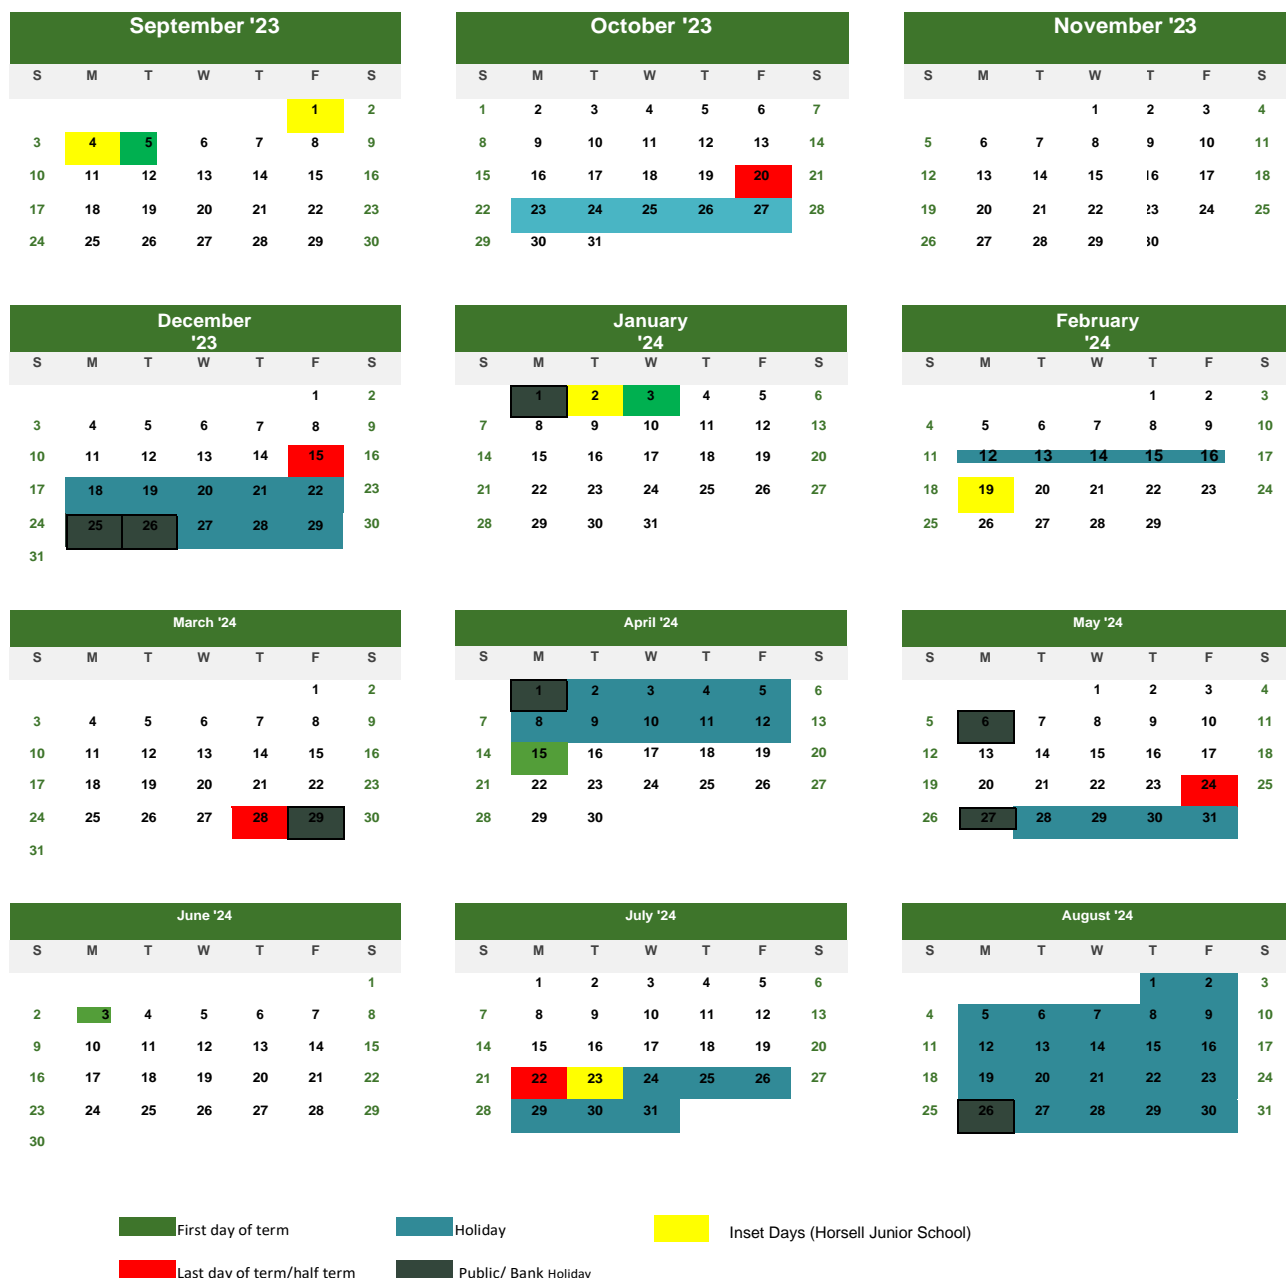 September '23 October '23 November '23
S M T W T F S S M T W T F S S M T W T F S
1 2 1 2 3 4 5 6 7 1 2 3 4
3 4 5 6 7 8 9 8 9 10 11 12 13 14 5 6 7 8 9 10 11
10 11 12 13 14 15 16 15 16 17 18 19 20 21 12 13 14 15 16 17 18
17 18 19 20 21 22 23 22 23 24 25 26 27 28 19 20 21 22 23 24 25
24 25 26 27 28 29 30 29 30 31 26 27 28 29 30
December January February
'23 '24 '24
S M T W T F S S M T W T F S S M T W T F S
1 2 1 2 3 4 5 6 1 2 3
3 4 5 6 7 8 9 7 8 9 10 11 12 13 4 5 6 7 8 9 10
10 11 12 13 14 15 16 14 15 16 17 18 19 20 11 12 13 14 15 16 17
17 18 19 20 21 22 23 21 22 23 24 25 26 27 18 19 20 21 22 23 24
24 25 26 27 28 29 30 28 29 30 31 25 26 27 28 29
31
March '24 April '24 May '24
S M T W T F S S M T W T F S S M T W T F S
1 2 1 2 3 4 5 6 1 2 3 4
3 4 5 6 7 8 9 7 8 9 10 11 12 13 5 6 7 8 9 10 11
10 11 12 13 14 15 16 14 15 16 17 18 19 20 12 13 14 15 16 17 18
17 18 19 20 21 22 23 21 22 23 24 25 26 27 19 20 21 22 23 24 25
24 25 26 27 28 29 30 28 29 30 26 27 28 29 30 31
31
June '24 July '24 August '24
S M T W T F S S M T W T F S S M T W T F S
1 1 2 3 4 5 6 1 2 3
2 3 4 5 6 7 8 7 8 9 10 11 12 13 4 5 6 7 8 9 10
9 10 11 12 13 14 15 14 15 16 17 18 19 20 11 12 13 14 15 16 17
16 17 18 19 20 21 22 21 22 23 24 25 26 27 18 19 20 21 22 23 24
23 24 25 26 27 28 29 28 29 30 31 25 26 27 28 29 30 31
30
First day of term Holiday Inset Days (Horsell Junior School)
Last day of term/half term Public/ Bank Holiday